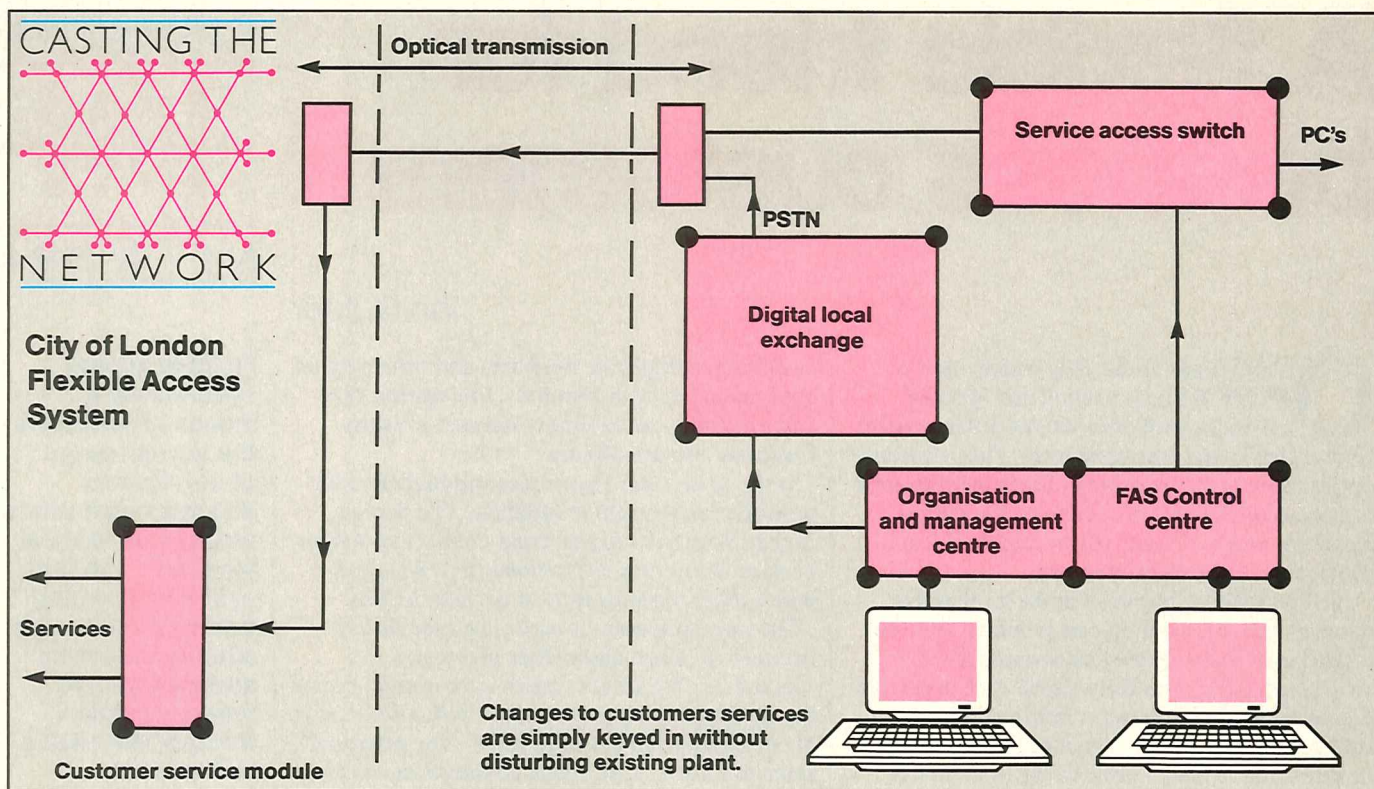 CASTING THE
NETWORK
City of London
Flexible Access
System
Optical transmission
Service access switch
PC's
PSTN
Digital local
exchange
Organisation
and management
centre
FAS Control
centre
Services
Customer service module
Changes to customers services
are simply keyed in without
disturbing existing plant.